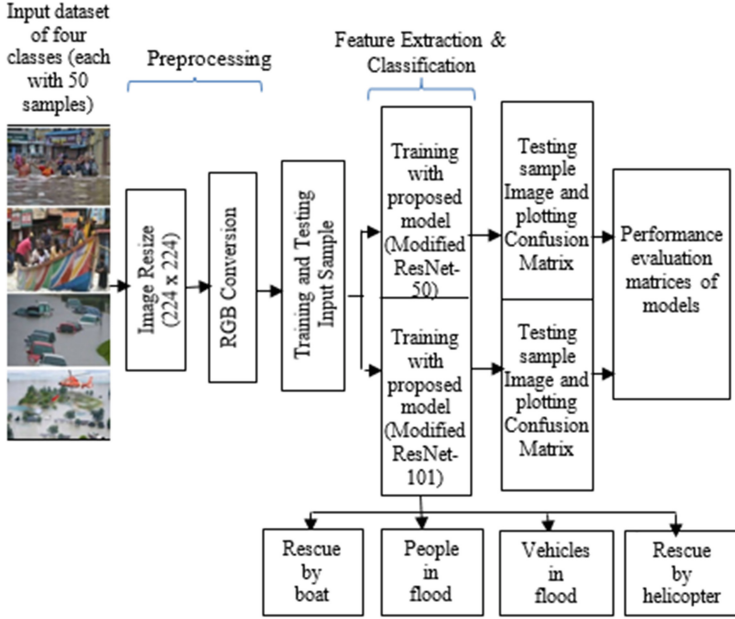 Input dataset
of four
classes (each
with 50
samples)
Preprocessing
Feature Extraction &
Classification
Image Resize
(224 x 224)
RGB Conversion
Training and Testing
Input Sample
Training
with
proposed
model
(Modified
ResNet-
50)
Training
with
proposed
model
(Modified
ResNet-
101)
Testing
sample
Image and
plotting
Confusion
Matrix
Testing
sample
Image and
plotting
Confusion
Matrix
Performance
evaluation
matrices of
models
Rescue
by
boat
People
in
flood
Vehicles
in
flood
Rescue
by
helicopter